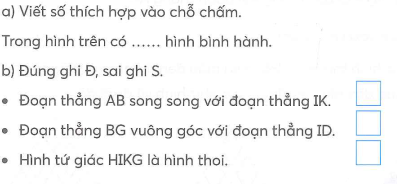 a) Viết số thích hợp vào chỗ chấm.
Trong hình trên có ...... hình bình hành.
b) Đúng ghi Đ, sai ghi S.
• Đoạn thẳng AB song song với đoạn thẳng IK.
• Đoạn thẳng BG vuông góc với đoạn thẳng ID.
• Hình tứ giác HIKG là hình thoi.